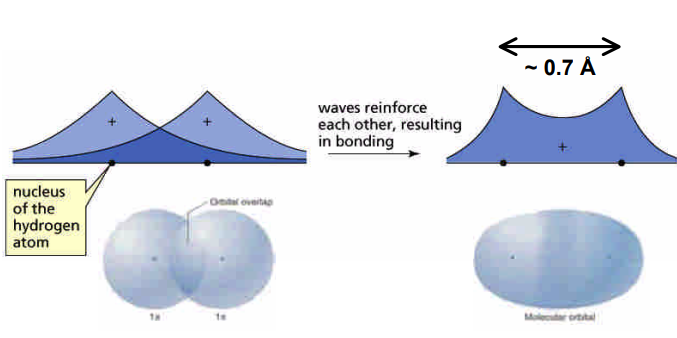 ~ 0.7 Å
+
+
waves reinforce
each other, resulting
in bonding
+
nucleus
of the
hydrogen
atom
Orbital overlap
1s
1s
Molecular orbital